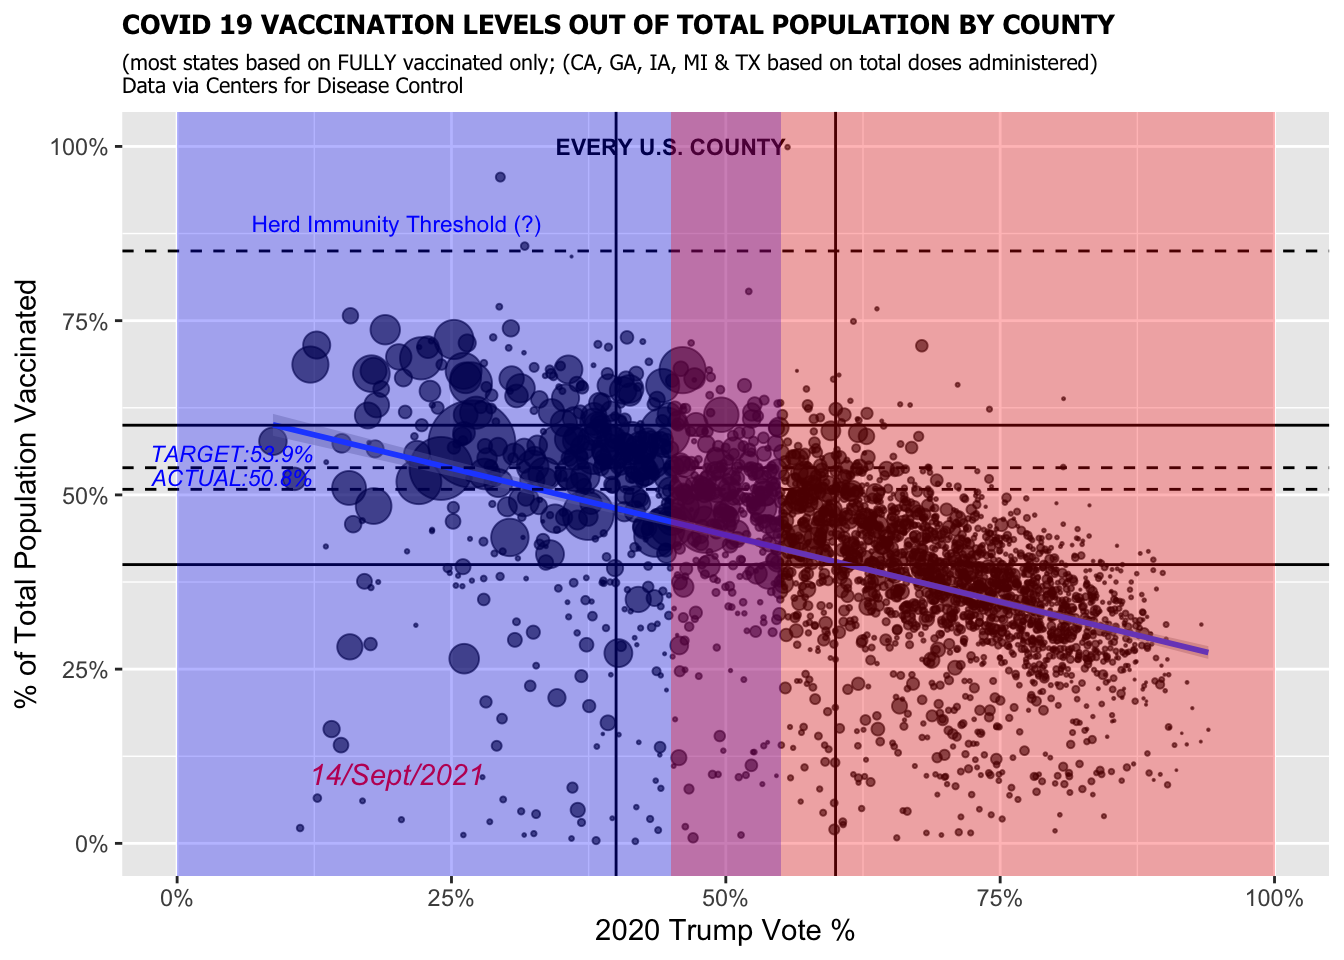 COVID 19 VACCINATION LEVELS OUT OF TOTAL POPULATION BY COUNTY
(most states based on FULLY vaccinated only; (CA, GA, IA, MI & TX based on total doses administered)
Data via Centers for Disease Control
% of Total Population Vaccinated
100%
75%
50%
25%
0%
EVERY U.S. COUNTY
Herd Immunity Threshold (?)
TARGET:53.9%
ACTUAL:50.8%
14/Sept/2021
0%
25%
50%
75%
100%
2020 Trump Vote %